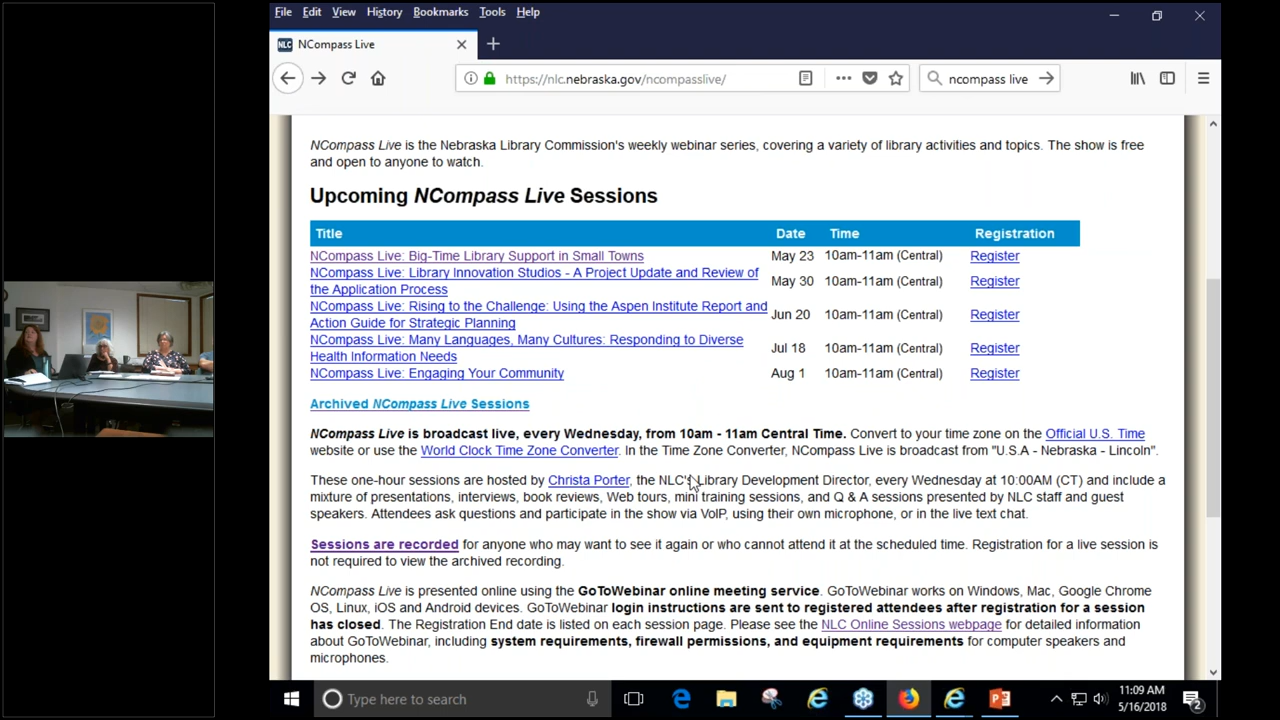 File Edit View History Bookmarks Tools Help
NLC NCompass Live
https://nlc.nebraska.gov/ncompasslive/
ncompass live
NCompass Live is the Nebraska Library Commission's weekly webinar series, covering a variety of library activities and topics. The show is free
and open to anyone to watch.
Upcoming NCompass Live Sessions
Title Date Time Registration
NCompass Live: Big-Time Library Support in Small Towns May 23 10am-11am (Central) Register
NCompass Live: Library Innovation Studios - A Project Update and Review of
the Application Process May 30 10am-11am (Central) Register
NCompass Live: Rising to the Challenge: Using the Aspen Institute Report and
Action Guide for Strategic Planning Jun 20 10am-11am (Central) Register
NCompass Live: Many Languages, Many Cultures: Responding to Diverse
Health Information Needs Jul 18 10am-11am (Central) Register
NCompass Live: Engaging Your Community Aug 1 10am-11am (Central) Register
Archived NCompass Live Sessions
NCompass Live is broadcast live, every Wednesday, from 10am - 11am Central Time. Convert to your time zone on the Official U.S. Time
website or use the World Clock Time Zone Converter. In the Time Zone Converter, NCompass Live is broadcast from "U.S.A - Nebraska - Lincoln".
These one-hour sessions are hosted by Christa Porter, the NLC's Library Development Director, every Wednesday at 10:00AM (CT) and include a
mixture of presentations, interviews, book reviews, Web tours, mini training sessions, and Q & A sessions presented by NLC staff and guest
speakers. Attendees ask questions and participate in the show via VoIP, using their own microphone, or in the live text chat.
Sessions are recorded for anyone who may want to see it again or who cannot attend it at the scheduled time. Registration for a live session is
not required to view the archived recording.
NCompass Live is presented online using the GoToWebinar online meeting service. GoToWebinar works on Windows, Mac, Google Chrome
OS, Linux, iOS and Android devices. GoToWebinar login instructions are sent to registered attendees after registration for a session
has closed. The Registration End date is listed on each session page. Please see the NLC Online Sessions webpage for detailed information
about GoToWebinar, including system requirements, firewall permissions, and equipment requirements for computer speakers and
microphones.
Type here to search
11:09 AM
5/16/2018
2